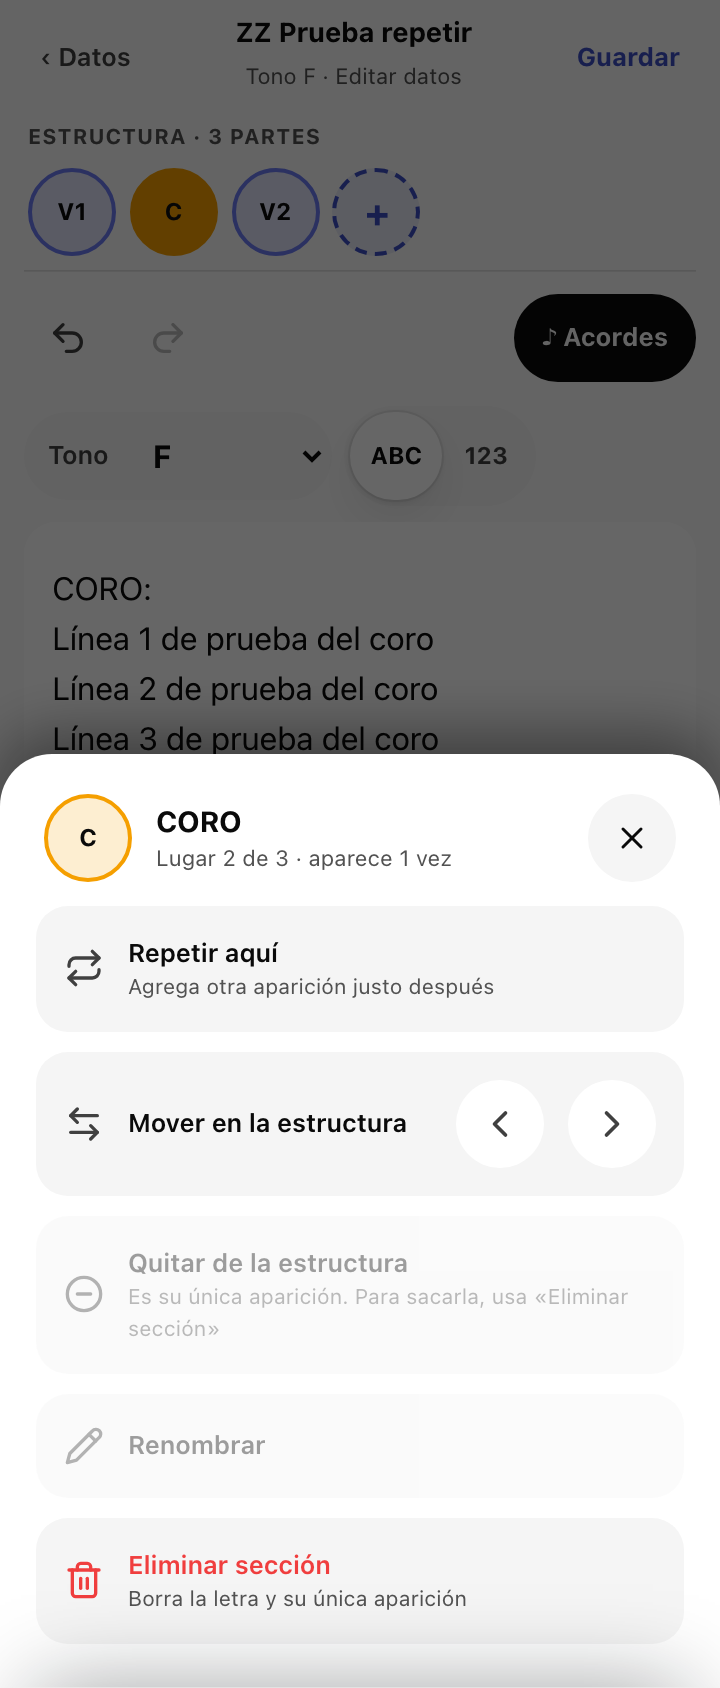 ZZ Prueba repetir
‹ Datos
Tono F · Editar datos
Guardar
ESTRUCTURA · 3 PARTES
V1 C V2 +
♪ Acordes
Tono F ABC 123
CORO:
Línea 1 de prueba del coro
Línea 2 de prueba del coro
Línea 3 de prueba del coro
C
CORO
Lugar 2 de 3 · aparece 1 vez
Repetir aquí
Agrega otra aparición justo después
Mover en la estructura
Quitar de la estructura
Es su única aparición. Para sacarla, usa «Eliminar
sección»
Renombrar
Eliminar sección
Borra la letra y su única aparición